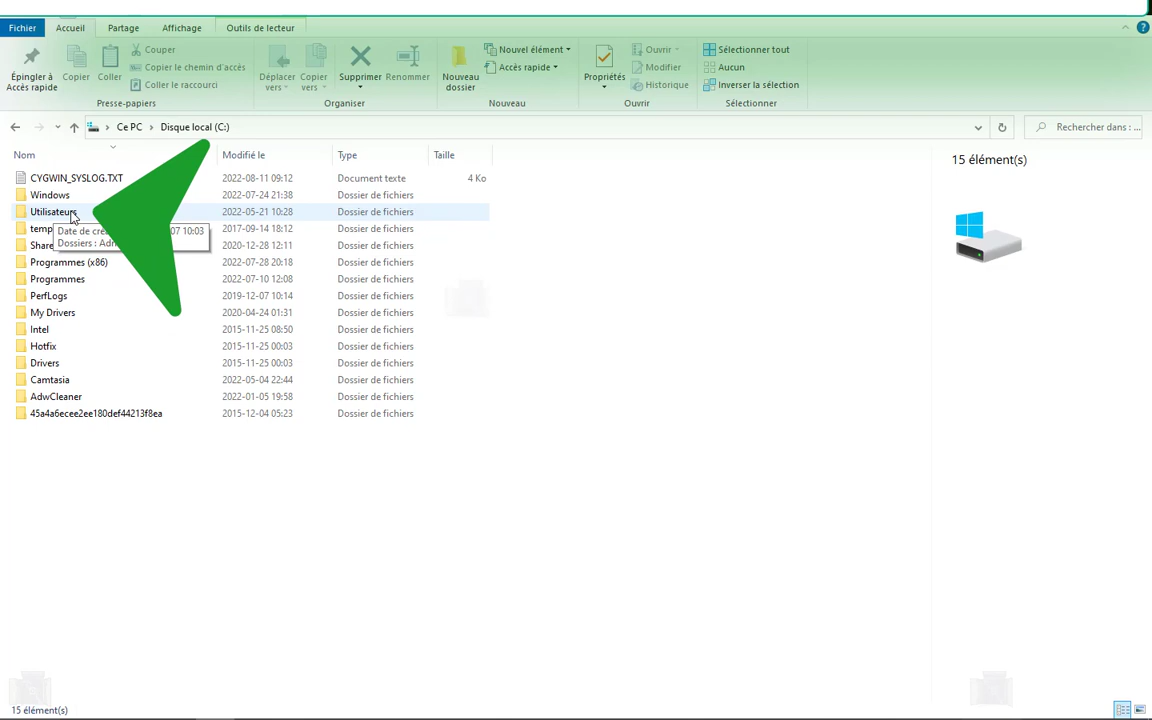 Fichier Accueil Partage Affichage Outils de lecteur
Épingler à Accès rapide
Copier
Coller
Couper
Copier le chemin d'accès
Coller le raccourci
Presse-papiers
Déplacer vers
Copier vers
Supprimer
Renommer
Organiser
Nouveau dossier
Nouvel élément
Accès rapide
Nouveau
Propriétés
Ouvrir
Modifier
Historique
Ouvrir
Sélectionner tout
Aucun
Inverser la sélection
Sélectionner
Ce PC > Disque local (C:)
Rechercher dans : ...
Nom Modifié le Type Taille
CYGWIN_SYSLOG.TXT 2022-08-11 09:12 Document texte 4 Ko
Windows 2022-07-24 21:38 Dossier de fichiers
Utilisateurs 2022-05-21 10:28 Dossier de fichiers
temp 2017-09-14 18:12 Dossier de fichiers
Share 2020-12-28 12:11 Dossier de fichiers
Programmes (x86) 2022-07-28 20:18 Dossier de fichiers
Programmes 2022-07-10 12:08 Dossier de fichiers
PerfLogs 2019-12-07 10:14 Dossier de fichiers
My Drivers 2020-04-24 01:31 Dossier de fichiers
Intel 2015-11-25 08:50 Dossier de fichiers
Hotfix 2015-11-25 00:03 Dossier de fichiers
Drivers 2015-11-25 00:03 Dossier de fichiers
Camtasia 2022-05-04 22:44 Dossier de fichiers
AdwCleaner 2022-01-05 19:58 Dossier de fichiers
45a4a6ecee2ee180def44213f8ea 2015-12-04 05:23 Dossier de fichiers
Date de 07 10:03
Dossiers :
15 élément(s)
15 élément(s)